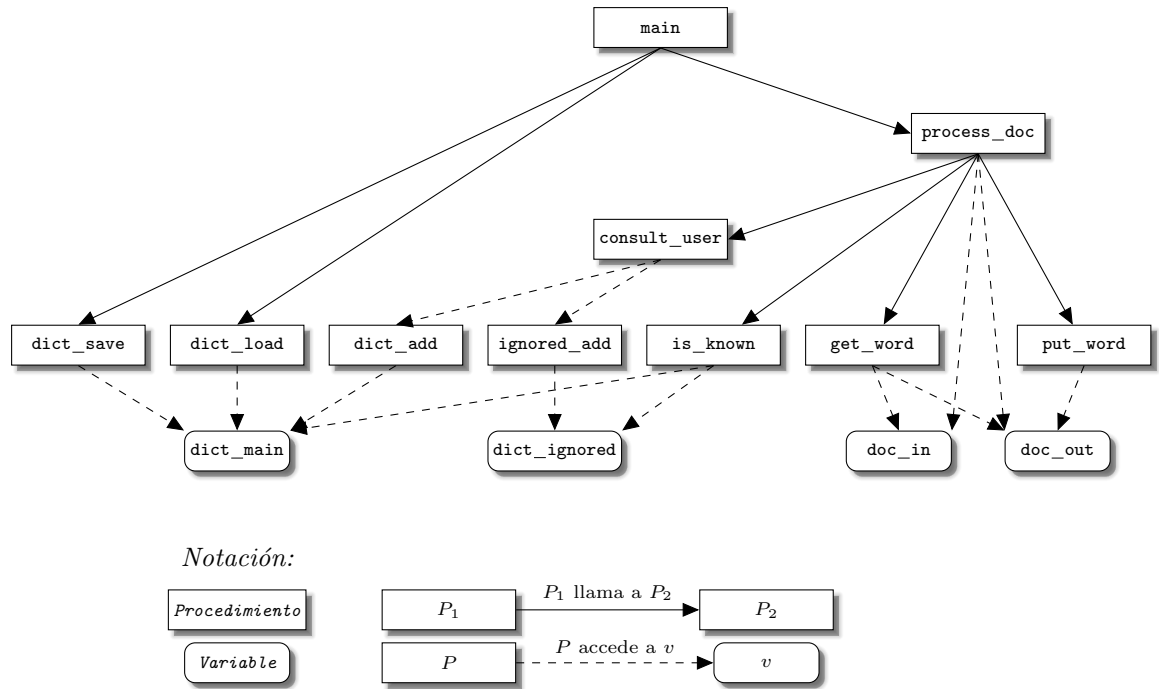 main
process_doc
consult_user
dict_save dict_load dict_add ignored_add is_known get_word put_word
dict_main dict_ignored doc_in doc_out
Notación:
Procedimiento P₁ P₁ llama a P₂ P₂
Variable P P accede a v v